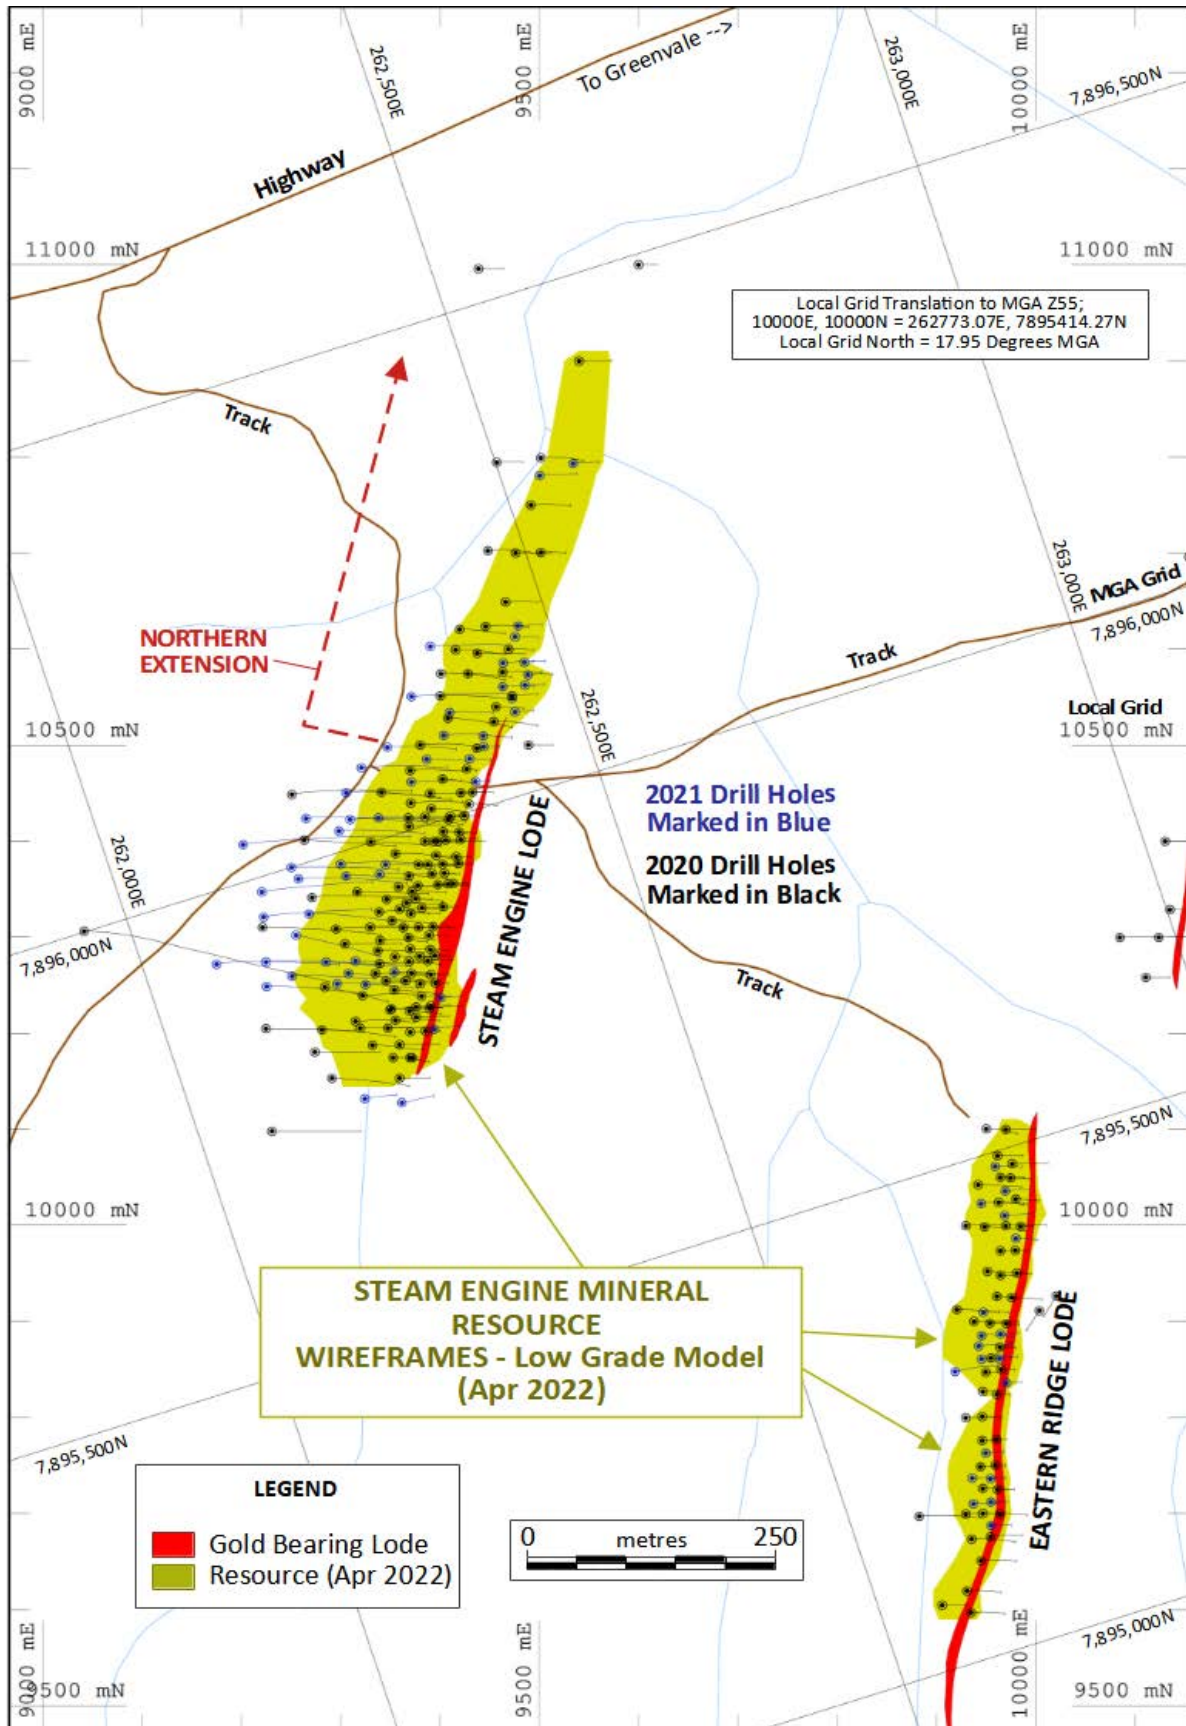 9000 mE
262,500E
To Greenvale -->
9500 mE
263,000E
10000 mE
7,896,500N
Highway
11000 mN
11000 mN
Local Grid Translation to MGA Z55;
10000E, 10000N = 262773.07E, 7895414.27N
Local Grid North = 17.95 Degrees MGA
Track
263,000E
MGA Grid
7,896,000N
NORTHERN
EXTENSION
Track
262,500E
Local Grid
10500 mN
10500 mN
2021 Drill Holes
Marked in Blue
2020 Drill Holes
Marked in Black
STEAM ENGINE LODE
262,000E
7,896,000N
Track
7,895,500N
10000 mN
10000 mN
STEAM ENGINE MINERAL
RESOURCE
WIREFRAMES - Low Grade Model
(Apr 2022)
EASTERN RIDGE LODE
7,895,500N
LEGEND
Gold Bearing Lode
Resource (Apr 2022)
0 metres 250
7,895,000N
9000 mE
9500 mE
10000 mE
9500 mN
9500 mN